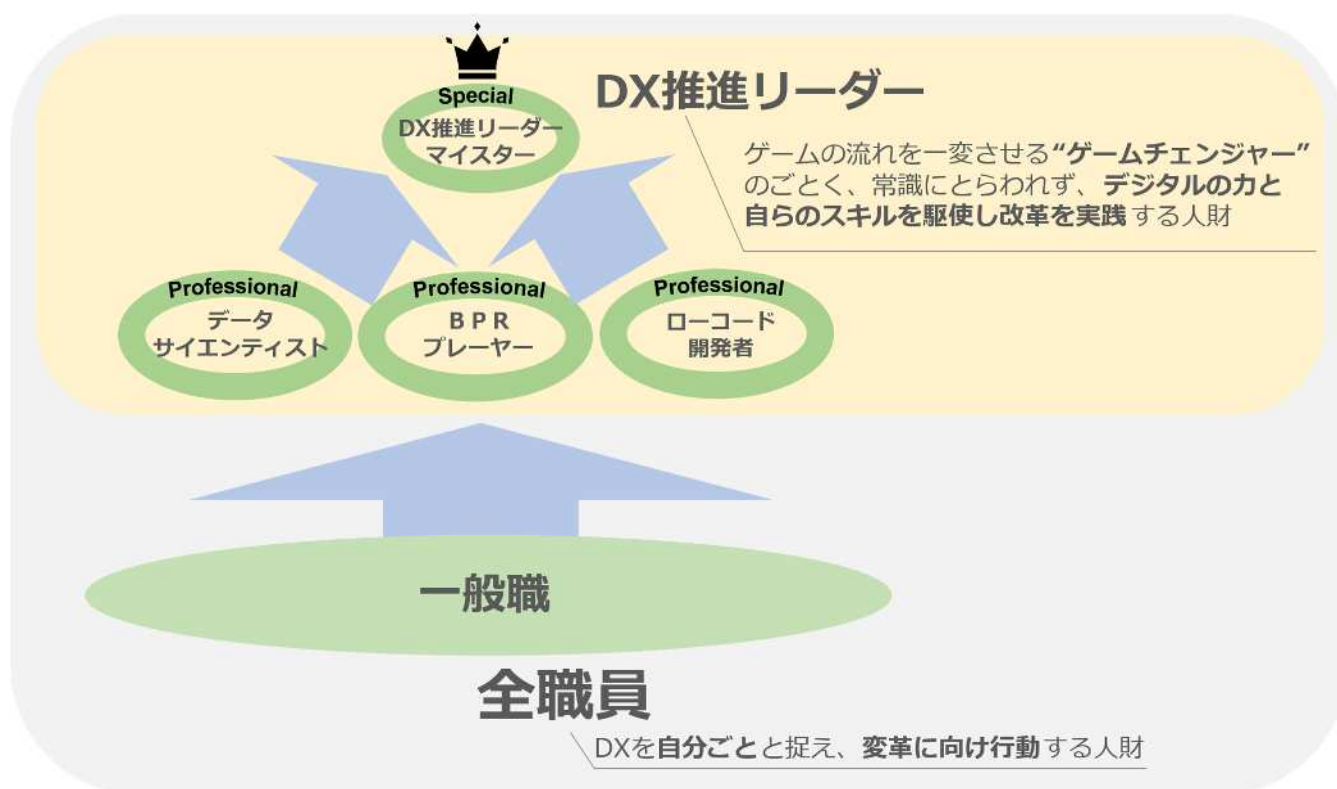 Special
DX推進リーダー
マイスター
DX推進リーダー
ゲームの流れを一変させる“ゲームチェンジャー”
のごとく、常識にとらわれず、デジタルの力と
自らのスキルを駆使し改革を実践する人財
Professional
データ
サイエンティスト
Professional
ＢＰＲ
プレーヤー
Professional
ローコード
開発者
一般職
全職員
DXを自分ごとと捉え、変革に向け行動する人財